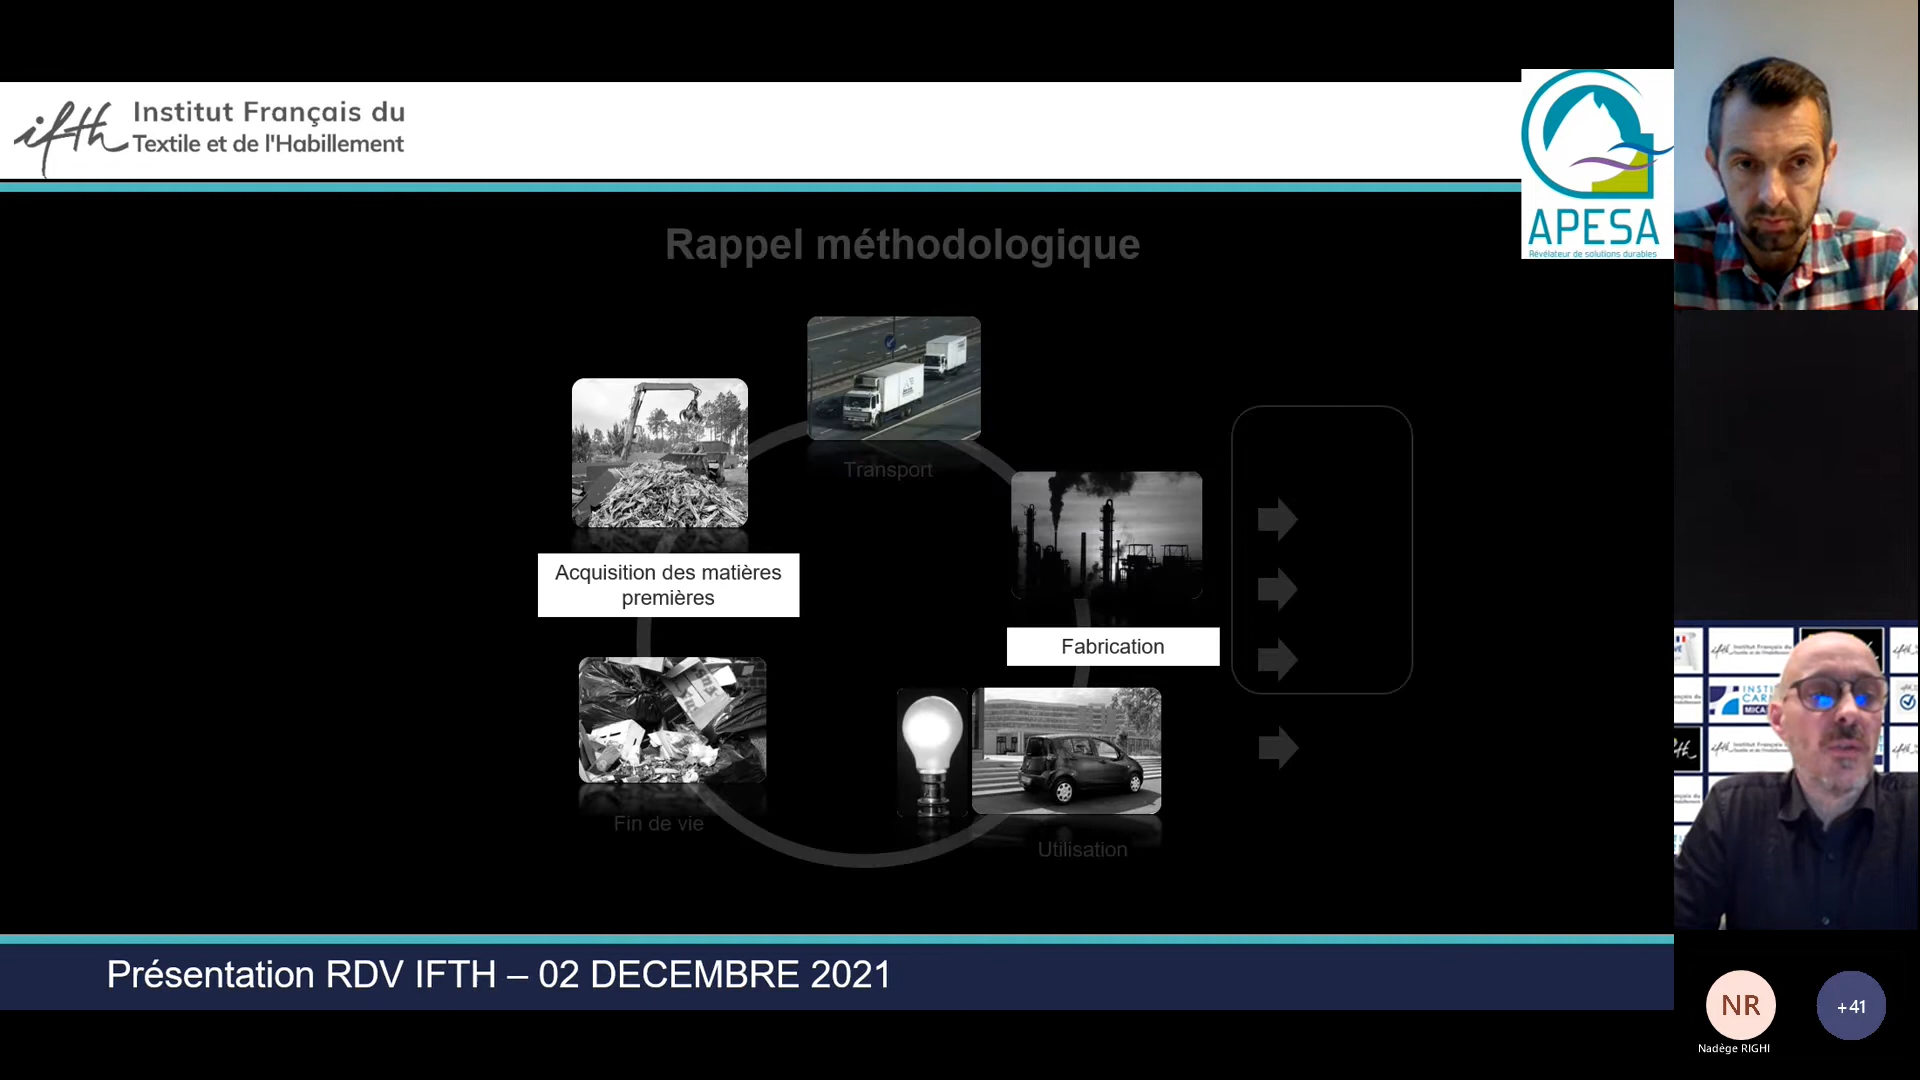 ifth
Institut Français du
Textile et de l'Habillement
APESA
Révélateur de solutions durables
Rappel méthodologique
Transport
Acquisition des matières
premières
Fabrication
Fin de vie
Utilisation
Présentation RDV IFTH – 02 DECEMBRE 2021
NR
+41
Nadège RIGHI